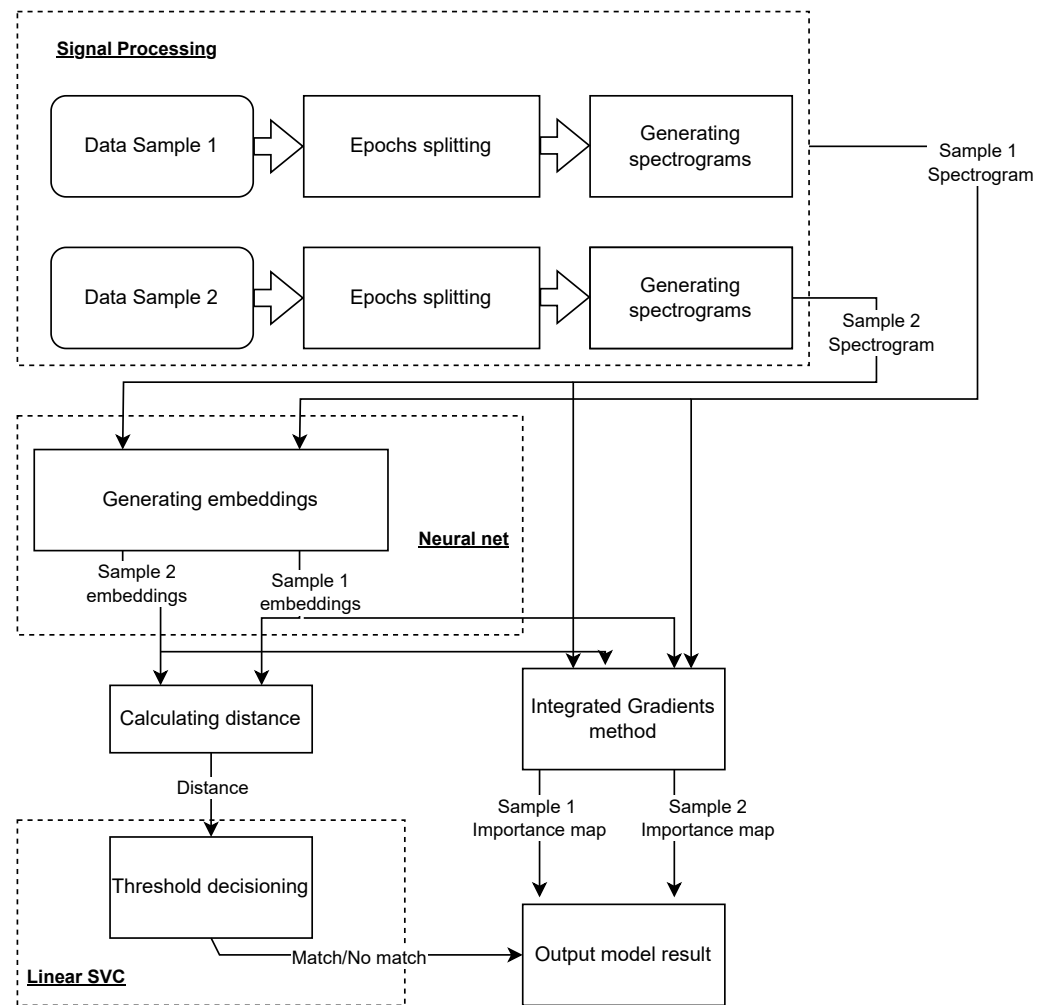 Signal Processing
Data Sample 1
Epochs splitting
Generating
spectrograms
Sample 1
Spectrogram
Data Sample 2
Epochs splitting
Generating
spectrograms
Sample 2
Spectrogram
Generating embeddings
Neural net
Sample 2
embeddings
Sample 1
embeddings
Calculating distance
Integrated Gradients
method
Distance
Sample 1
Importance map
Sample 2
Importance map
Threshold decisioning
Linear SVC
Match/No match
Output model result